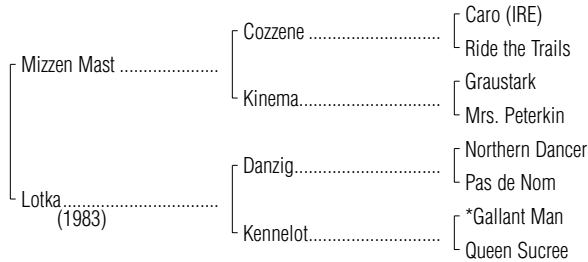 Caro (IRE)
Cozzene ........................
Ride the Trails
Mizzen Mast .....................
Graustark
Kinema.........................
Mrs. Peterkin
Northern Dancer
Danzig..........................
Pas de Nom
Lotka.....................
(1983)
*Gallant Man
Kennelot.......................
Queen Sucree